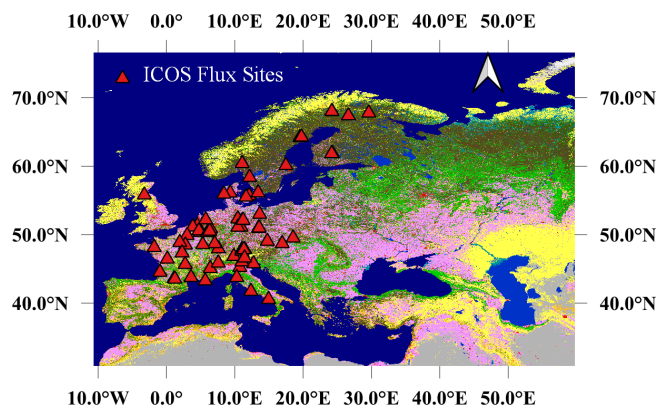 10.0°W 0.0° 10.0°E 20.0°E 30.0°E 40.0°E 50.0°E
ICOS Flux Sites
70.0°N 70.0°N
60.0°N 60.0°N
50.0°N 50.0°N
40.0°N 40.0°N
10.0°W 0.0° 10.0°E 20.0°E 30.0°E 40.0°E 50.0°E